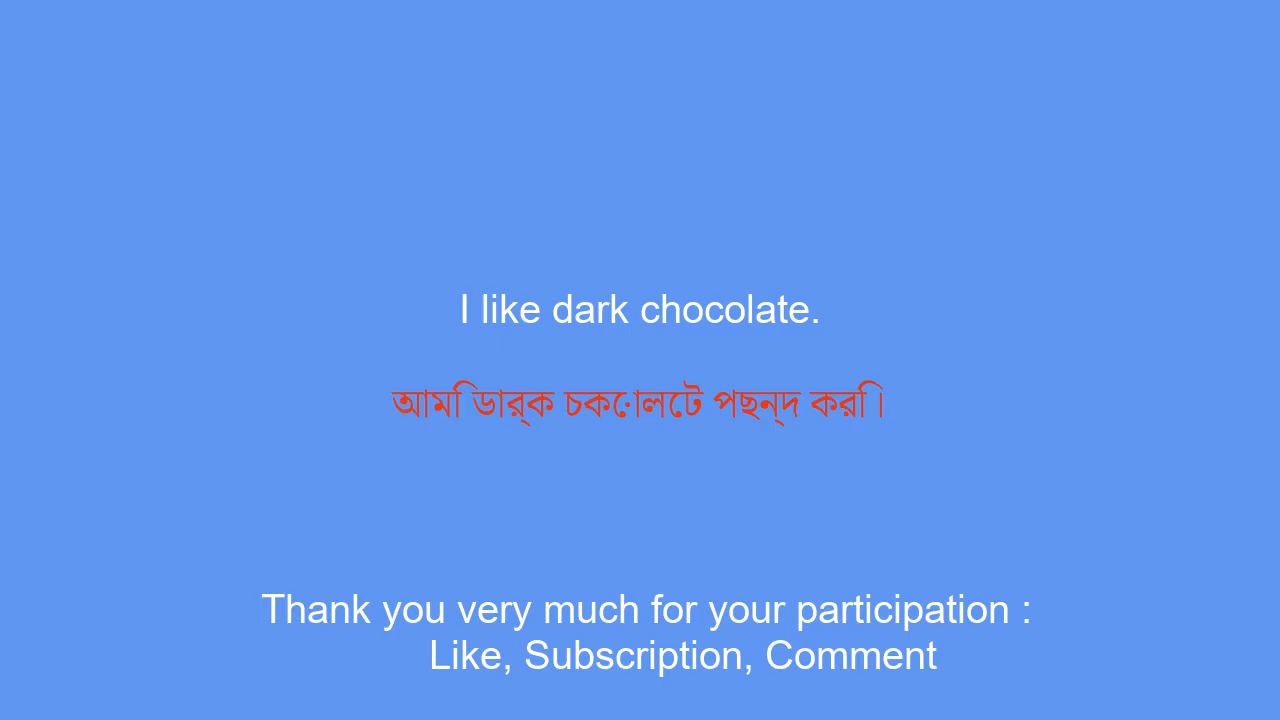 I like dark chocolate.
আমি ডার্ক চকোলেট পছন্দ করি।
Thank you very much for your participation :
Like, Subscription, Comment